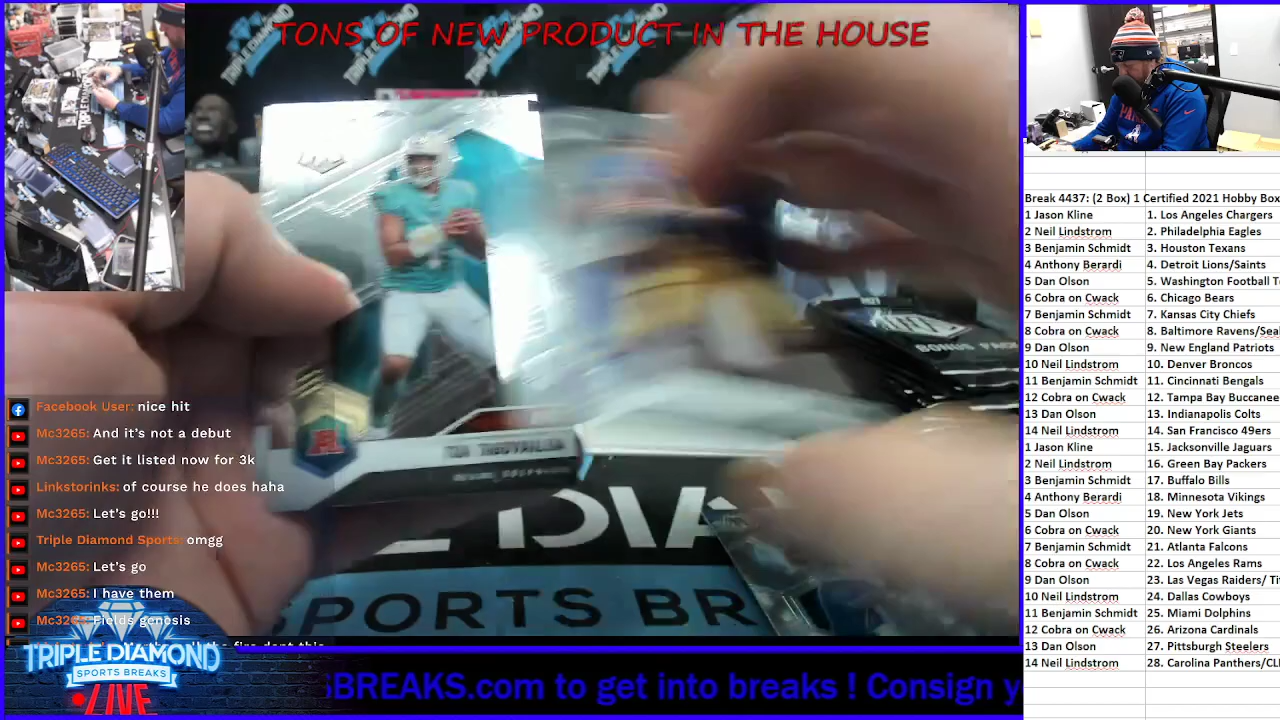 TONS OF NEW PRODUCT IN THE HOUSE
TRIPLE DIAMOND
BONUS PACK
TUA TAGOVAILOA
DIA
SPORTS BR
Facebook User: nice hit
Mc3265: And it's not a debut
Mc3265: Get it listed now for 3k
Linkstorinks: of course he does haha
Mc3265: Let's go!!!
Triple Diamond Sports: omgg
Mc3265: Let's go
Mc3265: I have them
Mc3265: Fields genesis
TRIPLE DIAMOND
SPORTS BREAKS
LIVE
BREAKS.com to get in
Breaks ! Consig
Break 4437: (2 Box) 1 Certified 2021 Hobby Box
1 Jason Kline 1. Los Angeles Chargers
2 Neil Lindstrom 2. Philadelphia Eagles
3 Benjamin Schmidt 3. Houston Texans
4 Anthony Berardi 4. Detroit Lions/Saints
5 Dan Olson 5. Washington Football T
6 Cobra on Cwack 6. Chicago Bears
7 Benjamin Schmidt 7. Kansas City Chiefs
8 Cobra on Cwack 8. Baltimore Ravens/Sea
9 Dan Olson 9. New England Patriots
10 Neil Lindstrom 10. Denver Broncos
11 Benjamin Schmidt 11. Cincinnati Bengals
12 Cobra on Cwack 12. Tampa Bay Buccanee
13 Dan Olson 13. Indianapolis Colts
14 Neil Lindstrom 14. San Francisco 49ers
1 Jason Kline 15. Jacksonville Jaguars
2 Neil Lindstrom 16. Green Bay Packers
3 Benjamin Schmidt 17. Buffalo Bills
4 Anthony Berardi 18. Minnesota Vikings
5 Dan Olson 19. New York Jets
6 Cobra on Cwack 20. New York Giants
7 Benjamin Schmidt 21. Atlanta Falcons
8 Cobra on Cwack 22. Los Angeles Rams
9 Dan Olson 23. Las Vegas Raiders/ Ti
10 Neil Lindstrom 24. Dallas Cowboys
11 Benjamin Schmidt 25. Miami Dolphins
12 Cobra on Cwack 26. Arizona Cardinals
13 Dan Olson 27. Pittsburgh Steelers
14 Neil Lindstrom 28. Carolina Panthers/CL